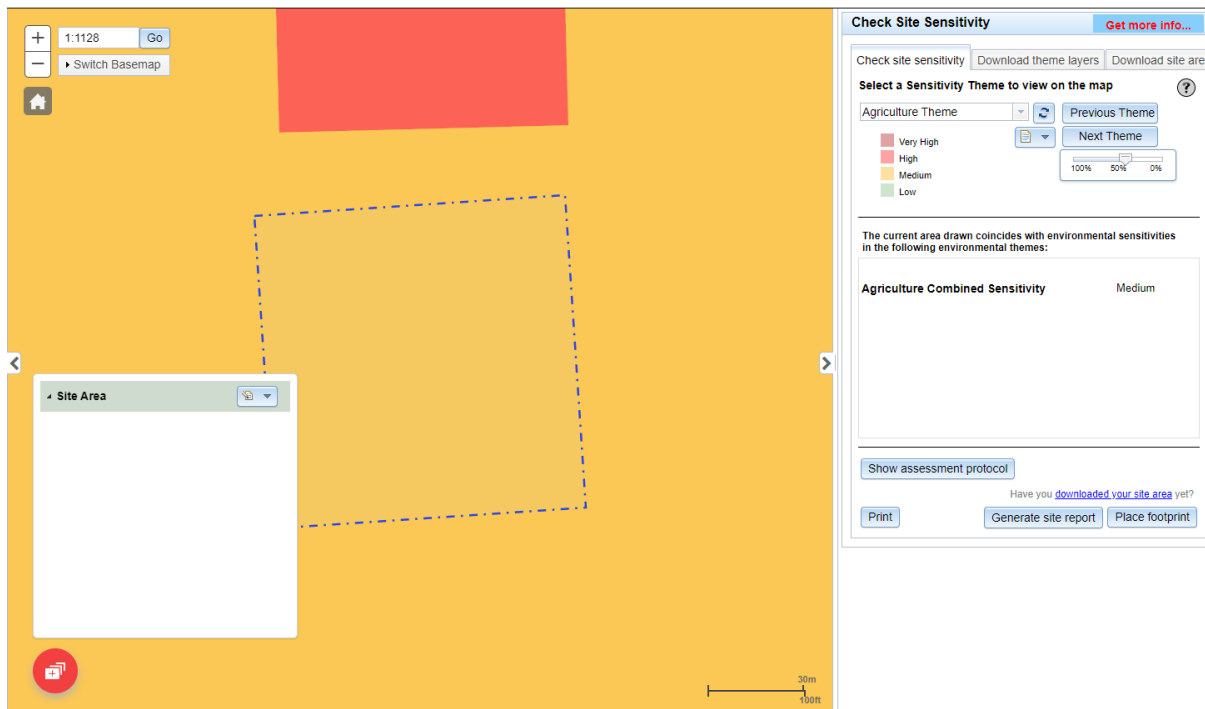 1:1128 Go
Switch Basemap
Site Area
30m
100ft
Check Site Sensitivity
Get more info...
Check site sensitivity
Download theme layers
Download site are
Select a Sensitivity Theme to view on the map
?
Agriculture Theme
Previous Theme
Next Theme
Very High
High
Medium
Low
100% 50% 0%
The current area drawn coincides with environmental sensitivities
in the following environmental themes:
Agriculture Combined Sensitivity Medium
Show assessment protocol
Have you downloaded your site area yet?
Print
Generate site report
Place footprint